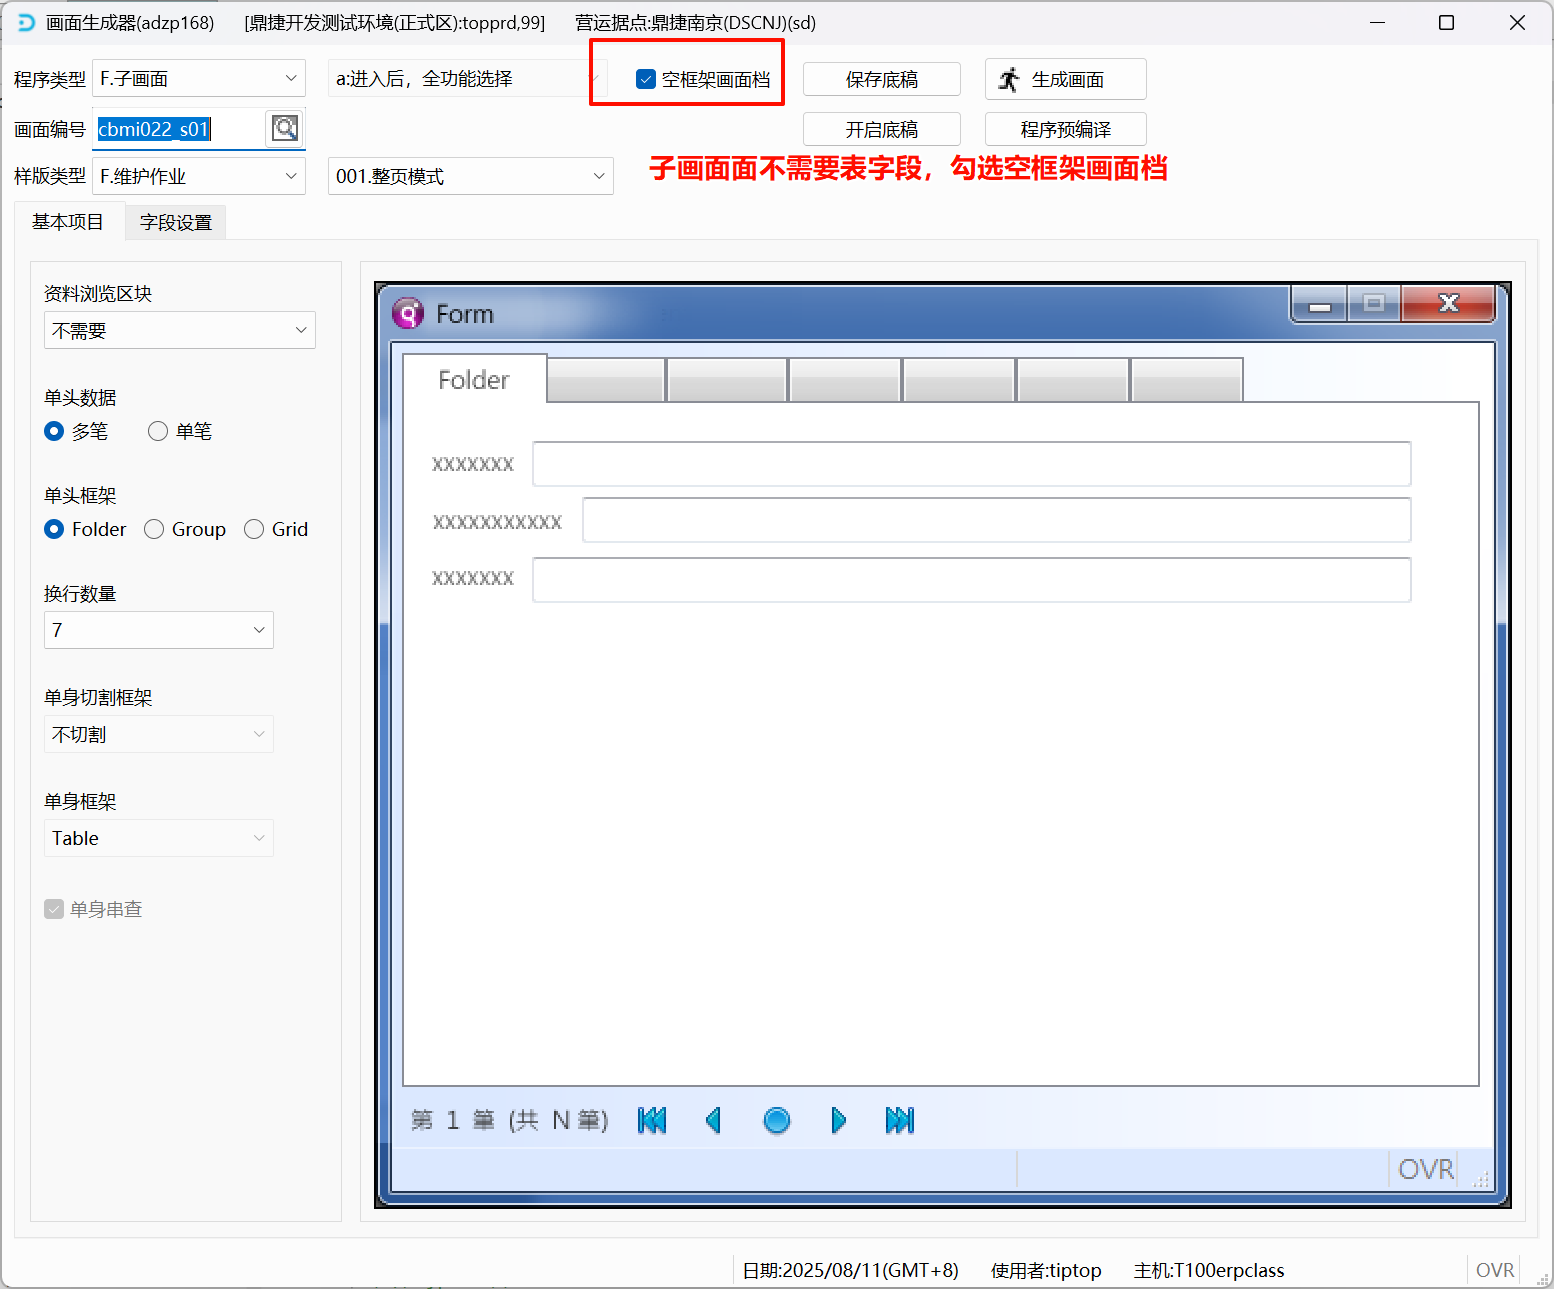 画面生成器(adzp168) [鼎捷开发测试环境(正式区):topprd,99] 营运据点:鼎捷南京(DSCNJ)(sd)
程序类型 F.子画面 a:进入后，全功能选择 空框架画面档 保存底稿 生成画面
画面编号 cbmi022_s01 开启底稿 程序预编译
样版类型 F.维护作业 001.整页模式 子画面面不需要表字段，勾选空框架画面档
基本项目 字段设置
资料浏览区块
不需要
单头数据
多笔 单笔
单头框架
Folder Group Grid
换行数量
7
单身切割框架
不切割
单身框架
Table
单身串查
Form
Folder
xxxxxxx
xxxxxxxxxxx
xxxxxxx
第 1 筆 (共 N 筆)
OVR
日期:2025/08/11(GMT+8) 使用者:tiptop 主机:T100erpclass OVR